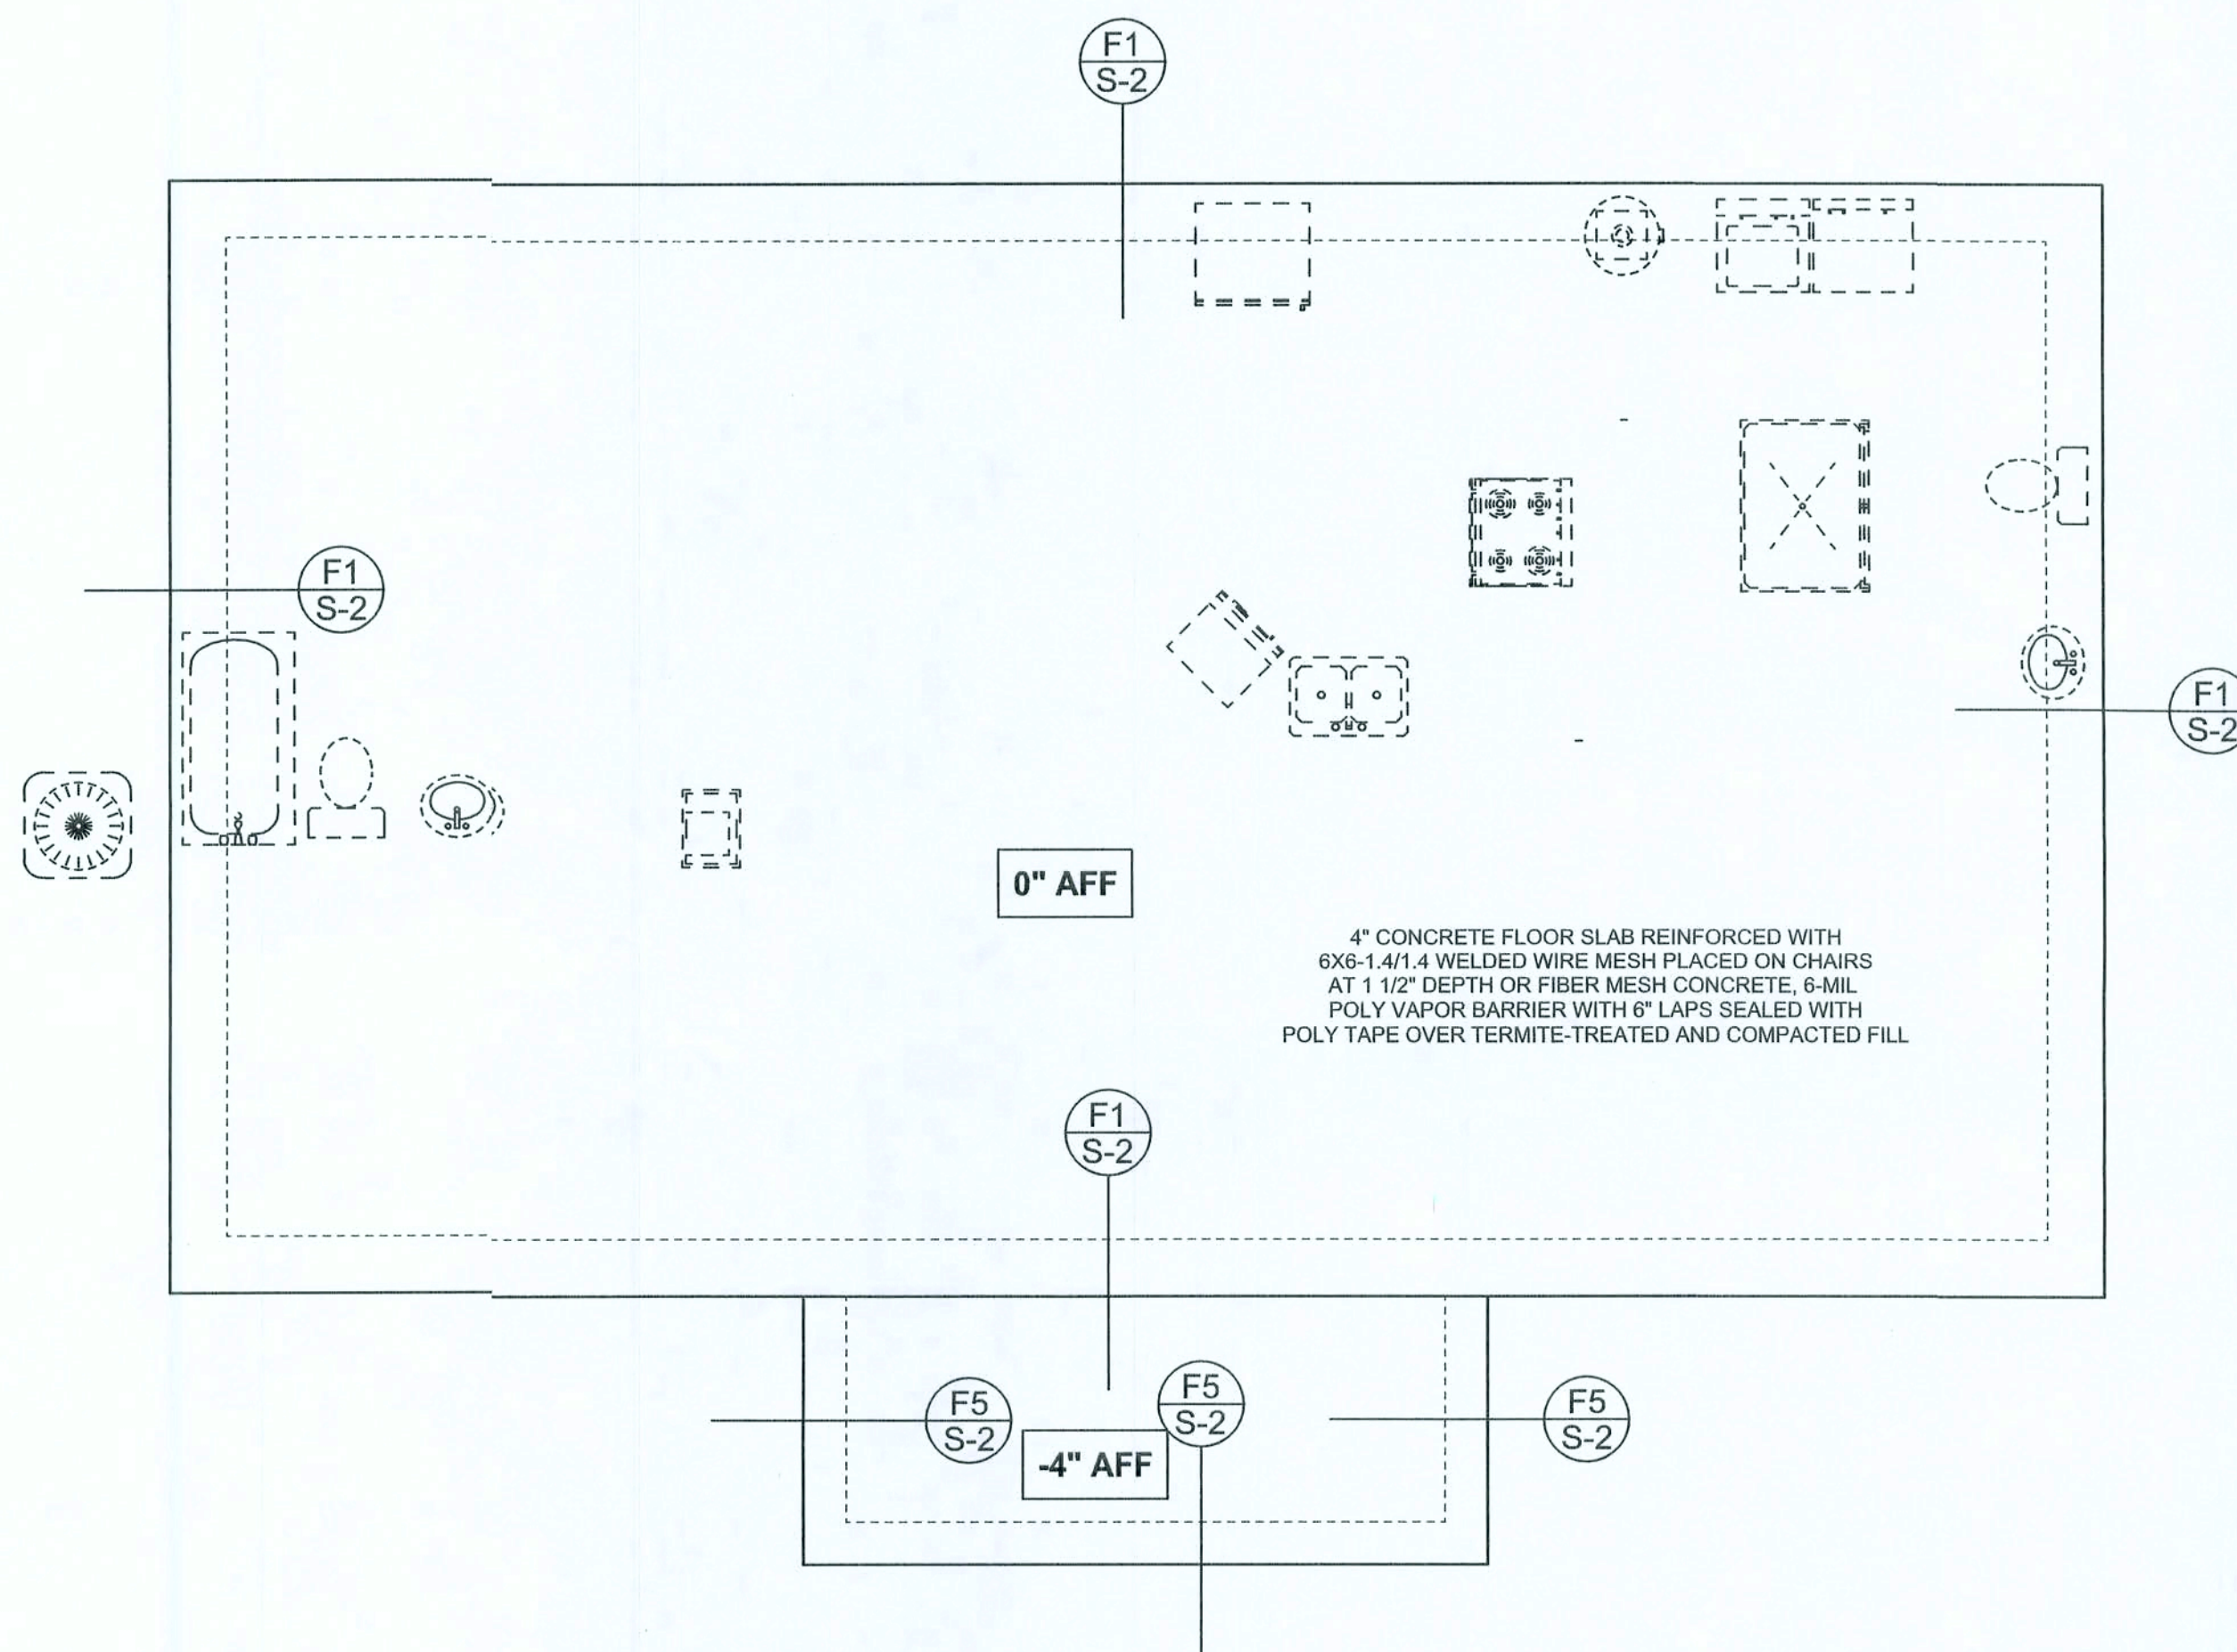 F1
S-2
F1
S-2
F1
S-2
0" AFF
4" CONCRETE FLOOR SLAB REINFORCED WITH
6X6-1.4/1.4 WELDED WIRE MESH PLACED ON CHAIRS
AT 1 1/2" DEPTH OR FIBER MESH CONCRETE, 6-MIL
POLY VAPOR BARRIER WITH 6" LAPS SEALED WITH
POLY TAPE OVER TERMITE-TREATED AND COMPACTED FILL
F1
S-2
F5
S-2
F5
S-2
F5
S-2
-4" AFF